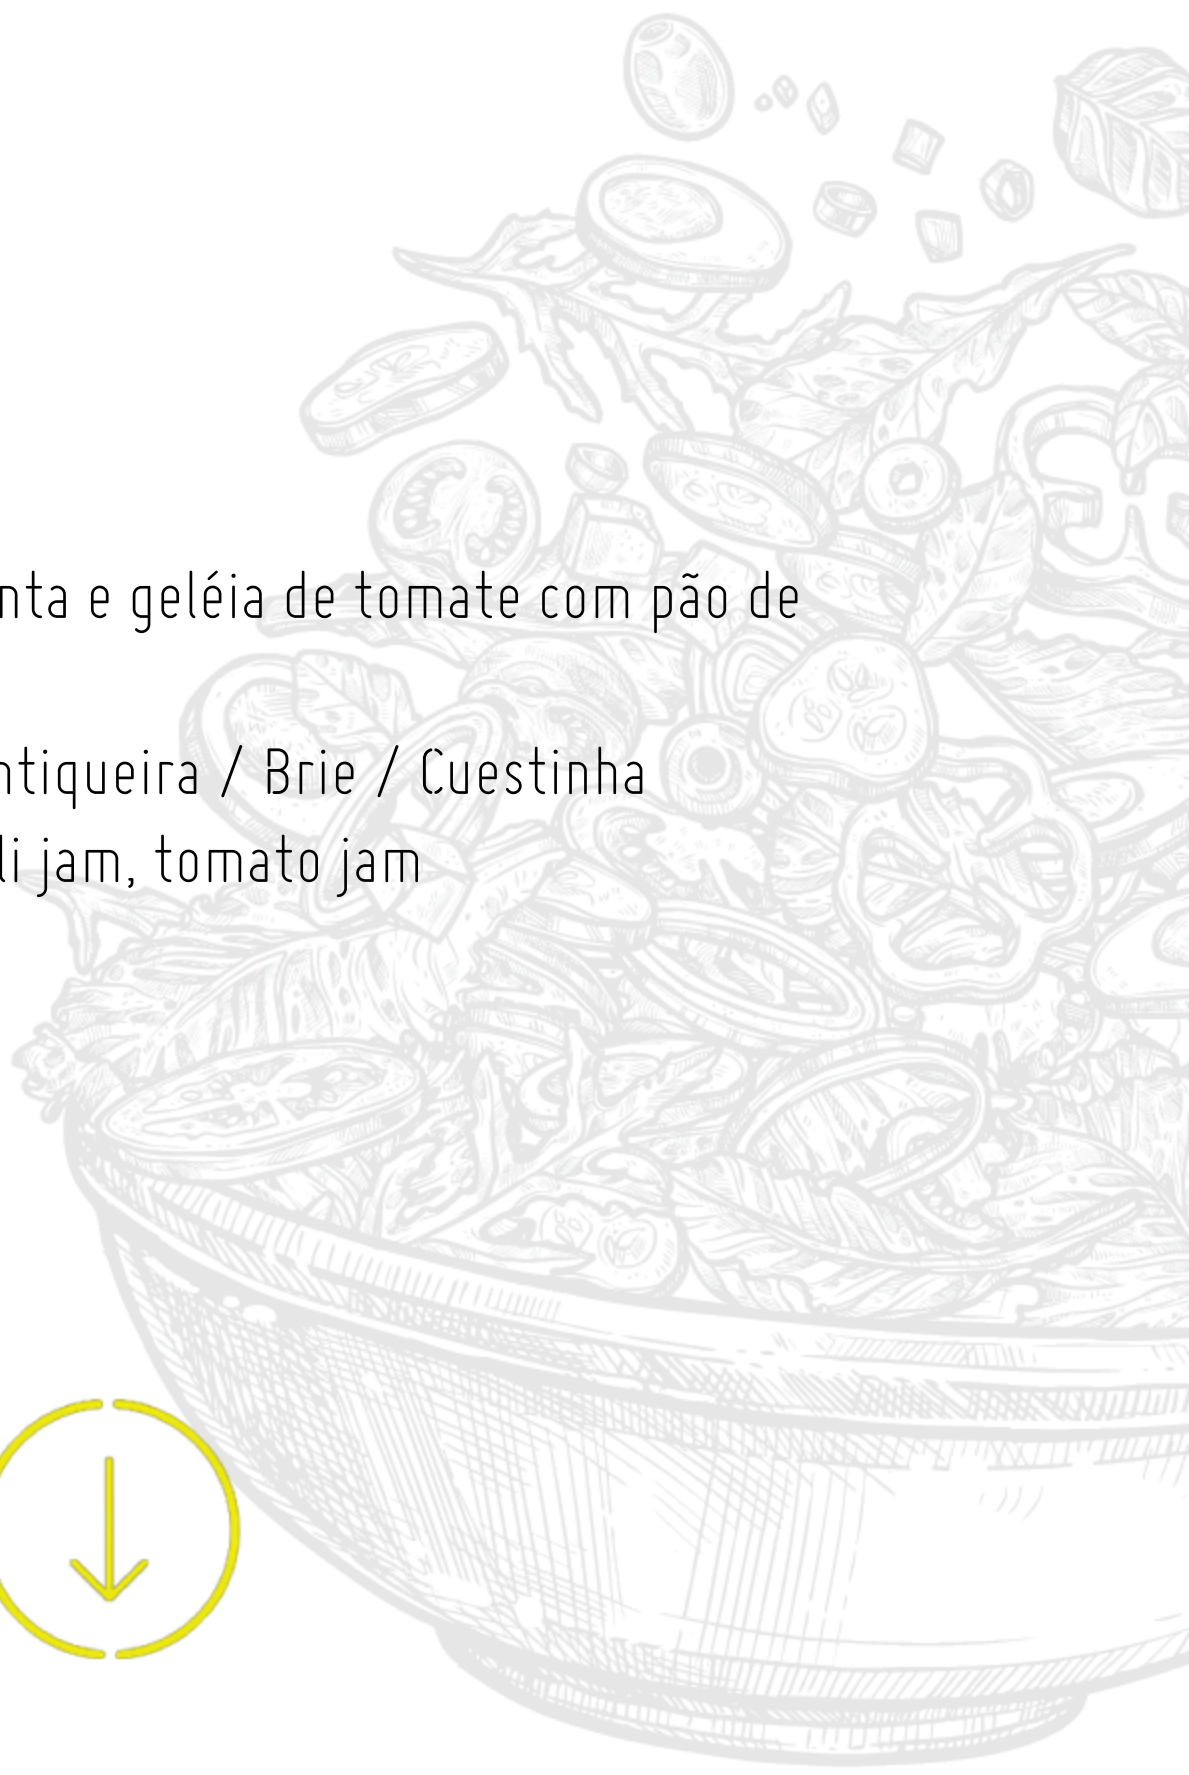 nta e geléia de tomate com pão de
ntiqueira / Brie / Cuestinha
li jam, tomato jam